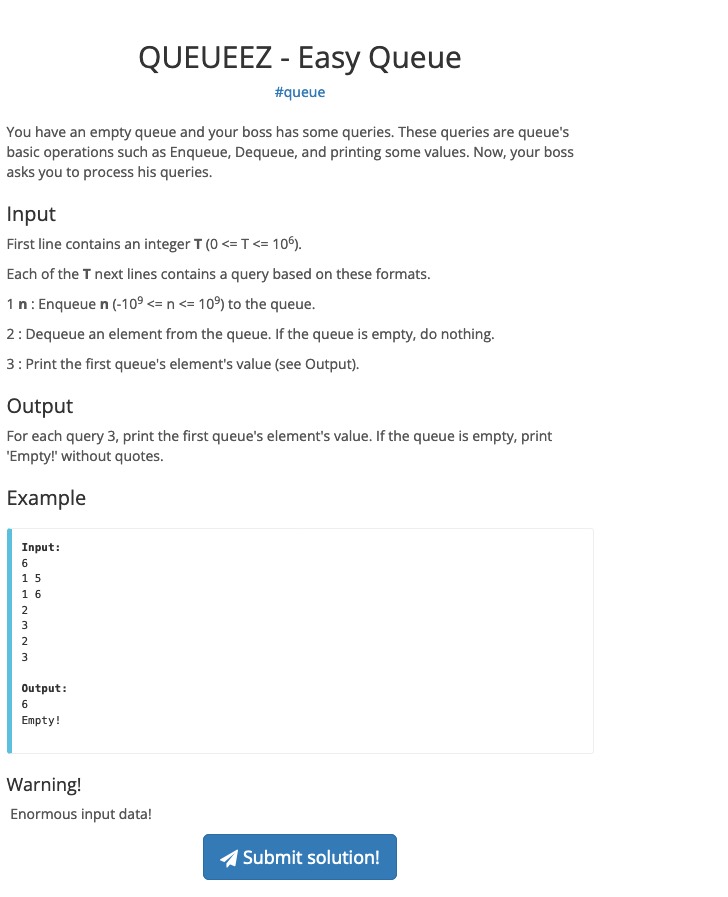 QUEUEEZ - Easy Queue
#queue
You have an empty queue and your boss has some queries. These queries are queue's
basic operations such as Enqueue, Dequeue, and printing some values. Now, your boss
asks you to process his queries.
Input
First line contains an integer T (0 <= T <= 10⁶).
Each of the T next lines contains a query based on these formats.
1 n : Enqueue n (-10⁹ <= n <= 10⁹) to the queue.
2 : Dequeue an element from the queue. If the queue is empty, do nothing.
3 : Print the first queue's element's value (see Output).
Output
For each query 3, print the first queue's element's value. If the queue is empty, print
'Empty!' without quotes.
Example
Input:
6
1 5
1 6
2
3
2
3
Output:
6
Empty!
Warning!
Enormous input data!
Submit solution!